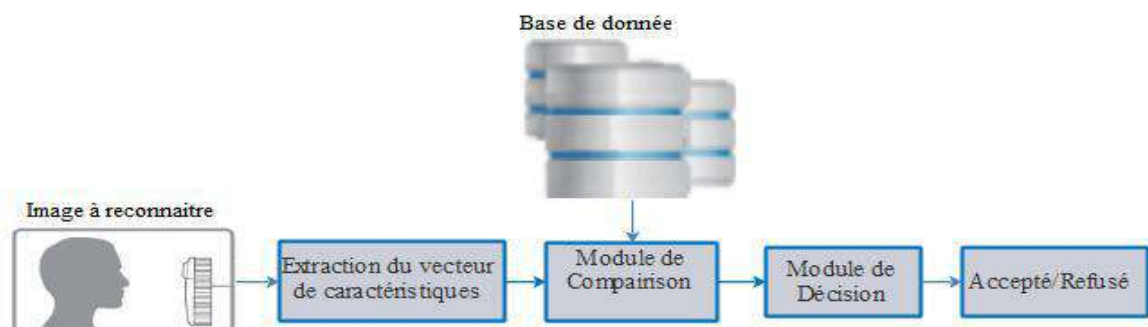 Base de donnée
Image à reconnaitre
Extraction du vecteur
de caractéristiques
Module de
Compairison
Module de
Décision
Accepté/Refusé